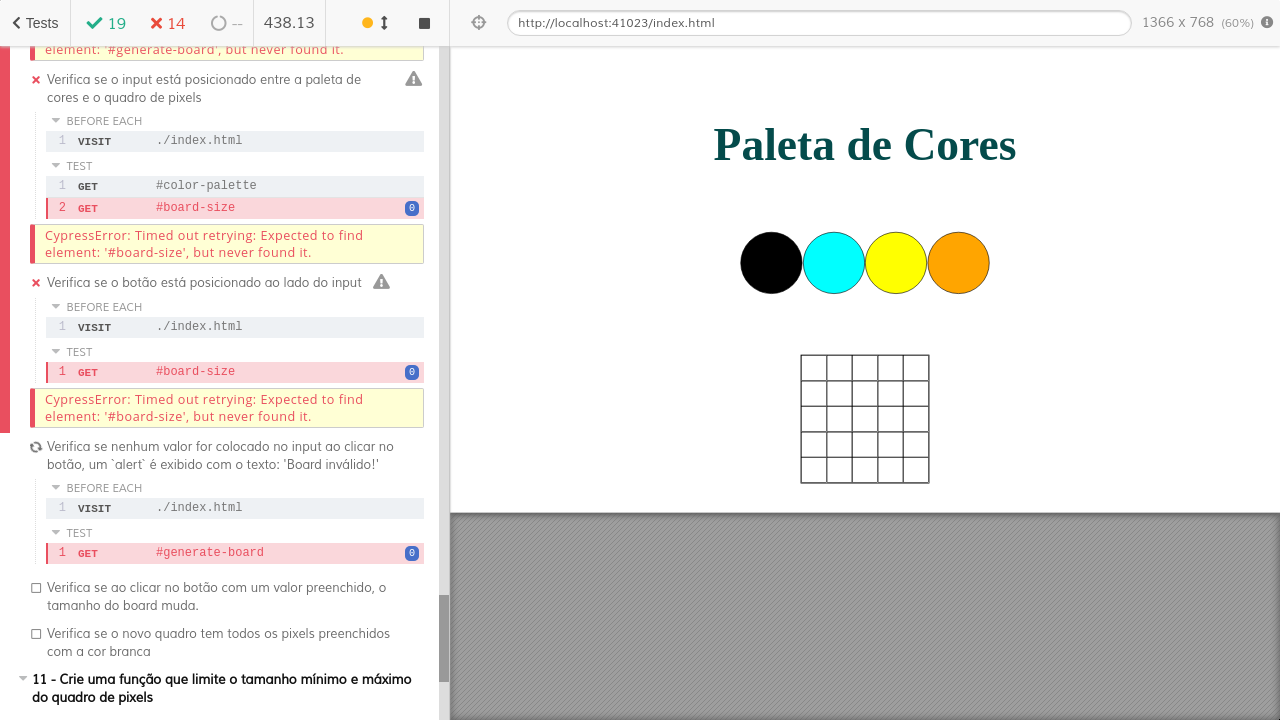 Tests
19
14
--
438.13
http://localhost:41023/index.html
1366 x 768 (60%)
element: '#generate-board', but never found it.
Verifica se o input está posicionado entre a paleta de
cores e o quadro de pixels
BEFORE EACH
1 VISIT ./index.html
TEST
1 GET #color-palette
2 GET #board-size 0
CypressError: Timed out retrying: Expected to find
element: '#board-size', but never found it.
Verifica se o botão está posicionado ao lado do input
BEFORE EACH
1 VISIT ./index.html
TEST
1 GET #board-size 0
CypressError: Timed out retrying: Expected to find
element: '#board-size', but never found it.
Verifica se nenhum valor for colocado no input ao clicar no
botão, um `alert` é exibido com o texto: 'Board inválido!'
BEFORE EACH
1 VISIT ./index.html
TEST
1 GET #generate-board 0
Verifica se ao clicar no botão com um valor preenchido, o
tamanho do board muda.
Verifica se o novo quadro tem todos os pixels preenchidos
com a cor branca
11 - Crie uma função que limite o tamanho mínimo e máximo
do quadro de pixels
Paleta de Cores